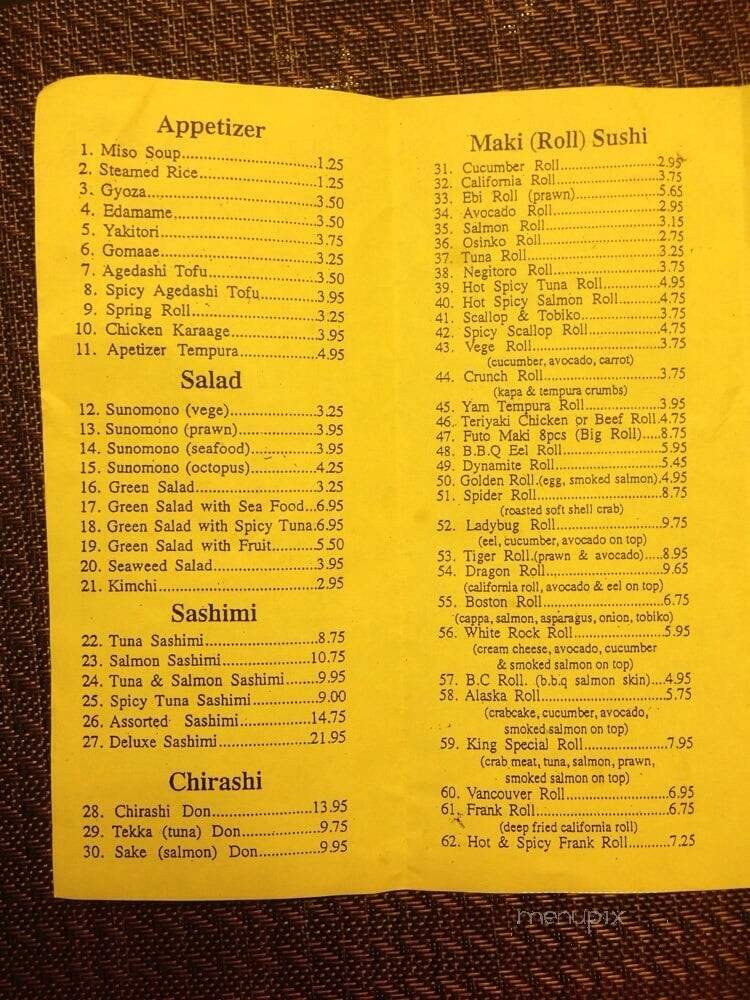 Appetizer
1. Miso Soup..............................1.25
2. Steamed Rice..........................1.25
3. Gyoza....................................3.50
4. Edamame...............................3.50
5. Yakitori..................................3.75
6. Gomaae.................................3.25
7. Agedashi Tofu.......................3.50
8. Spicy Agedashi Tofu..............3.95
9. Spring Roll............................3.25
10. Chicken Karaage..................3.95
11. Apetizer Tempura................4.95
Salad
12. Sunomono (vege)................3.25
13. Sunomono (prawn)..............3.95
14. Sunomono (seafood)............3.95
15. Sunomono (octopus)............4.25
16. Green Salad.......................3.25
17. Green Salad with Sea Food...6.95
18. Green Salad with Spicy Tuna.6.95
19. Green Salad with Fruit.......5.50
20. Seaweed Salad....................3.95
21. Kimchi...............................2.95
Sashimi
22. Tuna Sashimi.....................8.75
23. Salmon Sashimi................10.75
24. Tuna & Salmon Sashimi......9.95
25. Spicy Tuna Sashimi............9.00
26. Assorted Sashimi..............14.75
27. Deluxe Sashimi.................21.95
Chirashi
28. Chirashi Don....................13.95
29. Tekka (tuna) Don...............9.75
30. Sake (salmon) Don............9.95
Maki (Roll) Sushi
31. Cucumber Roll...................2.95
32. California Roll...................3.75
33. Ebi Roll (prawn)................5.65
34. Avocado Roll.....................2.95
35. Salmon Roll......................3.15
36. Osinko Roll.......................2.75
37. Tuna Roll..........................3.25
38. Negitoro Roll....................3.75
39. Hot Spicy Tuna Roll...........4.95
40. Hot Spicy Salmon Roll........4.75
41. Scallop & Tobiko................3.75
42. Spicy Scallop Roll..............4.75
43. Vege Roll..........................3.75
(cucumber, avocado, carrot)
44. Crunch Roll.......................3.75
(kapa & tempura crumbs)
45. Yam Tempura Roll.............3.95
46. Teriyaki Chicken or Beef Roll.4.75
47. Futo Maki 8pcs (Big Roll)....8.75
48. B.B.Q Eel Roll...................5.95
49. Dynamite Roll...................5.45
50. Golden Roll.(egg, smoked salmon).4.95
51. Spider Roll........................8.75
(roasted soft shell crab)
52. Ladybug Roll.....................9.75
(eel, cucumber, avocado on top)
53. Tiger Roll.(prawn & avocado).....8.95
54. Dragon Roll.......................9.65
(california roll, avocado & eel on top)
55. Boston Roll.......................6.75
(cappa, salmon, asparagus, onion, tobiko)
56. White Rock Roll.................5.95
(cream cheese, avocado, cucumber
& smoked salmon on top)
57. B.C Roll. (b.b.q salmon skin)....4.95
58. Alaska Roll........................5.75
(crabcake, cucumber, avocado,
smoked salmon on top)
59. King Special Roll................7.95
(crab meat, tuna, salmon, prawn,
smoked salmon on top)
60. Vancouver Roll..................6.95
61. Frank Roll.........................6.75
(deep fried california roll)
62. Hot & Spicy Frank Roll...........7.25
menupix